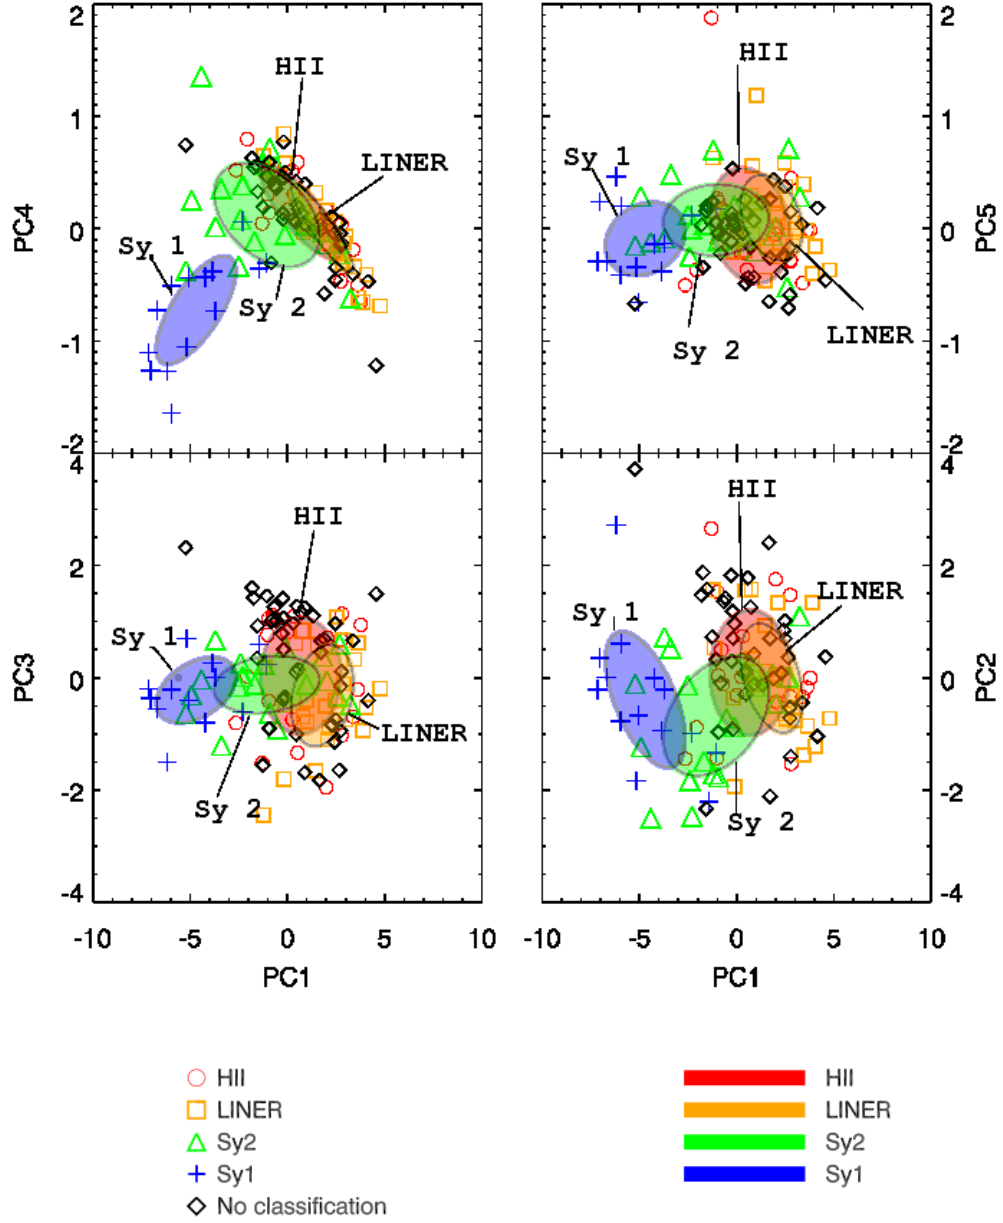 2
2
HII
HII
1
1
LINER
Sy 1
PC4
0
0
PC5
Sy 1
Sy 2
LINER
Sy 2
-1
-1
-2
-2
4
4
HII
HII
2
2
LINER
Sy 1
Sy 1
PC3
0
0
PC2
LINER
Sy 2
Sy 2
-2
-2
-4
-4
-10 -5 0 5 10
-10 -5 0 5 10
PC1
PC1
HII
LINER
Sy2
Sy1
No classification
HII
LINER
Sy2
Sy1